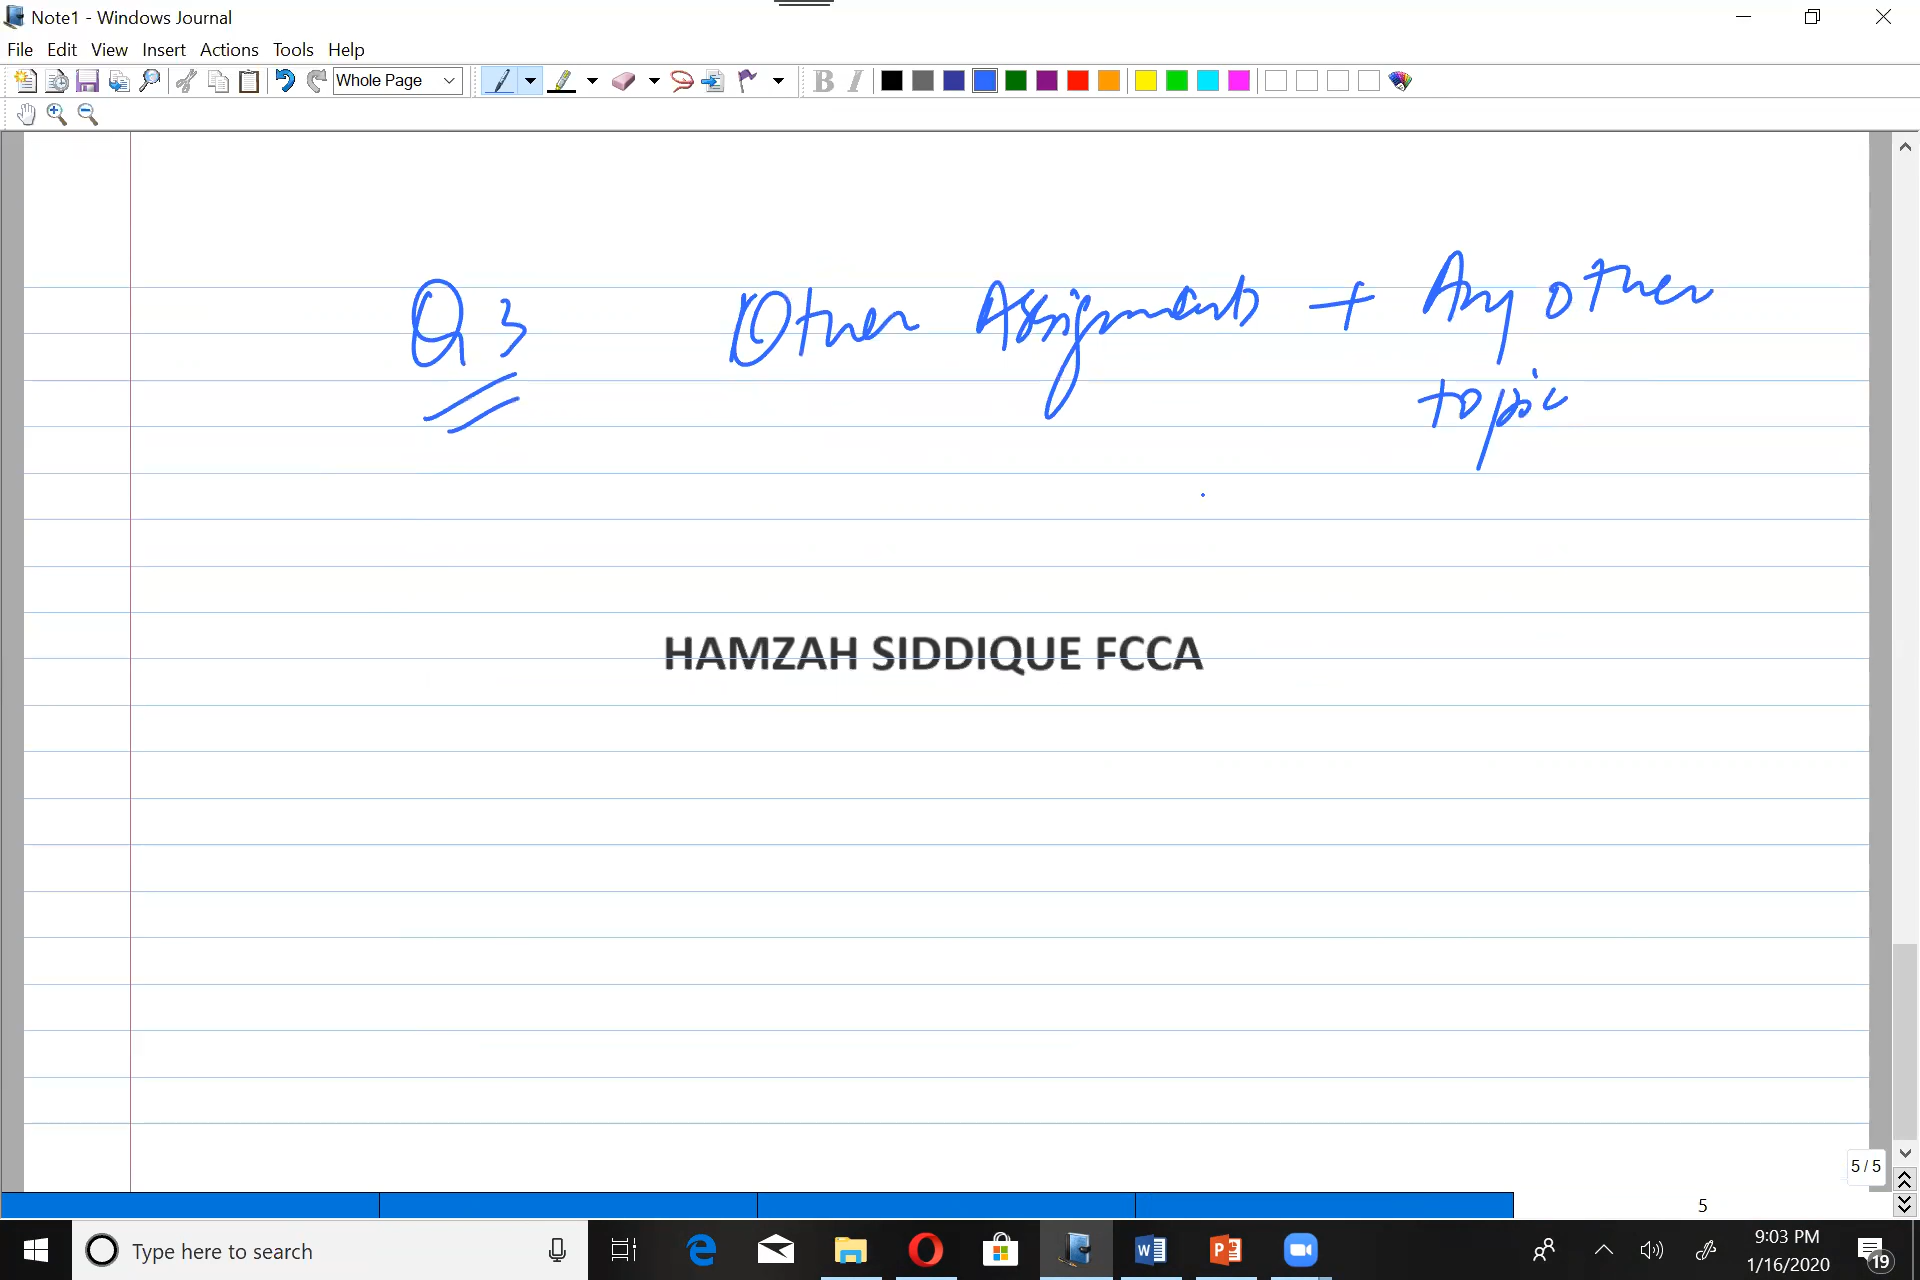 Note1 - Windows Journal
File Edit View Insert Actions Tools Help
Whole Page
B I
Q3 Other Assignments + Any other
topic
HAMZAH SIDDIQUE FCCA
5 / 5
5
Type here to search
9:03 PM
1/16/2020
19